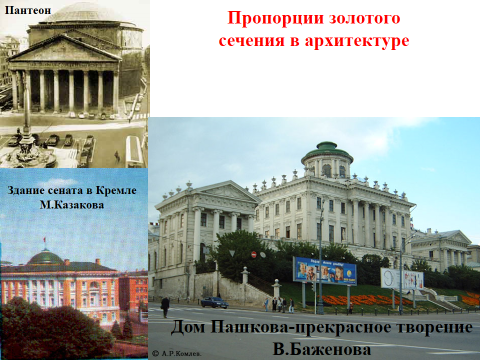 Пантеон
Пропорции золотого
сечения в архитектуре
Здание сената в Кремле
М.Казакова
Дом Пашкова-прекрасное творение
В.Баженова
© А.Р.Комлев.